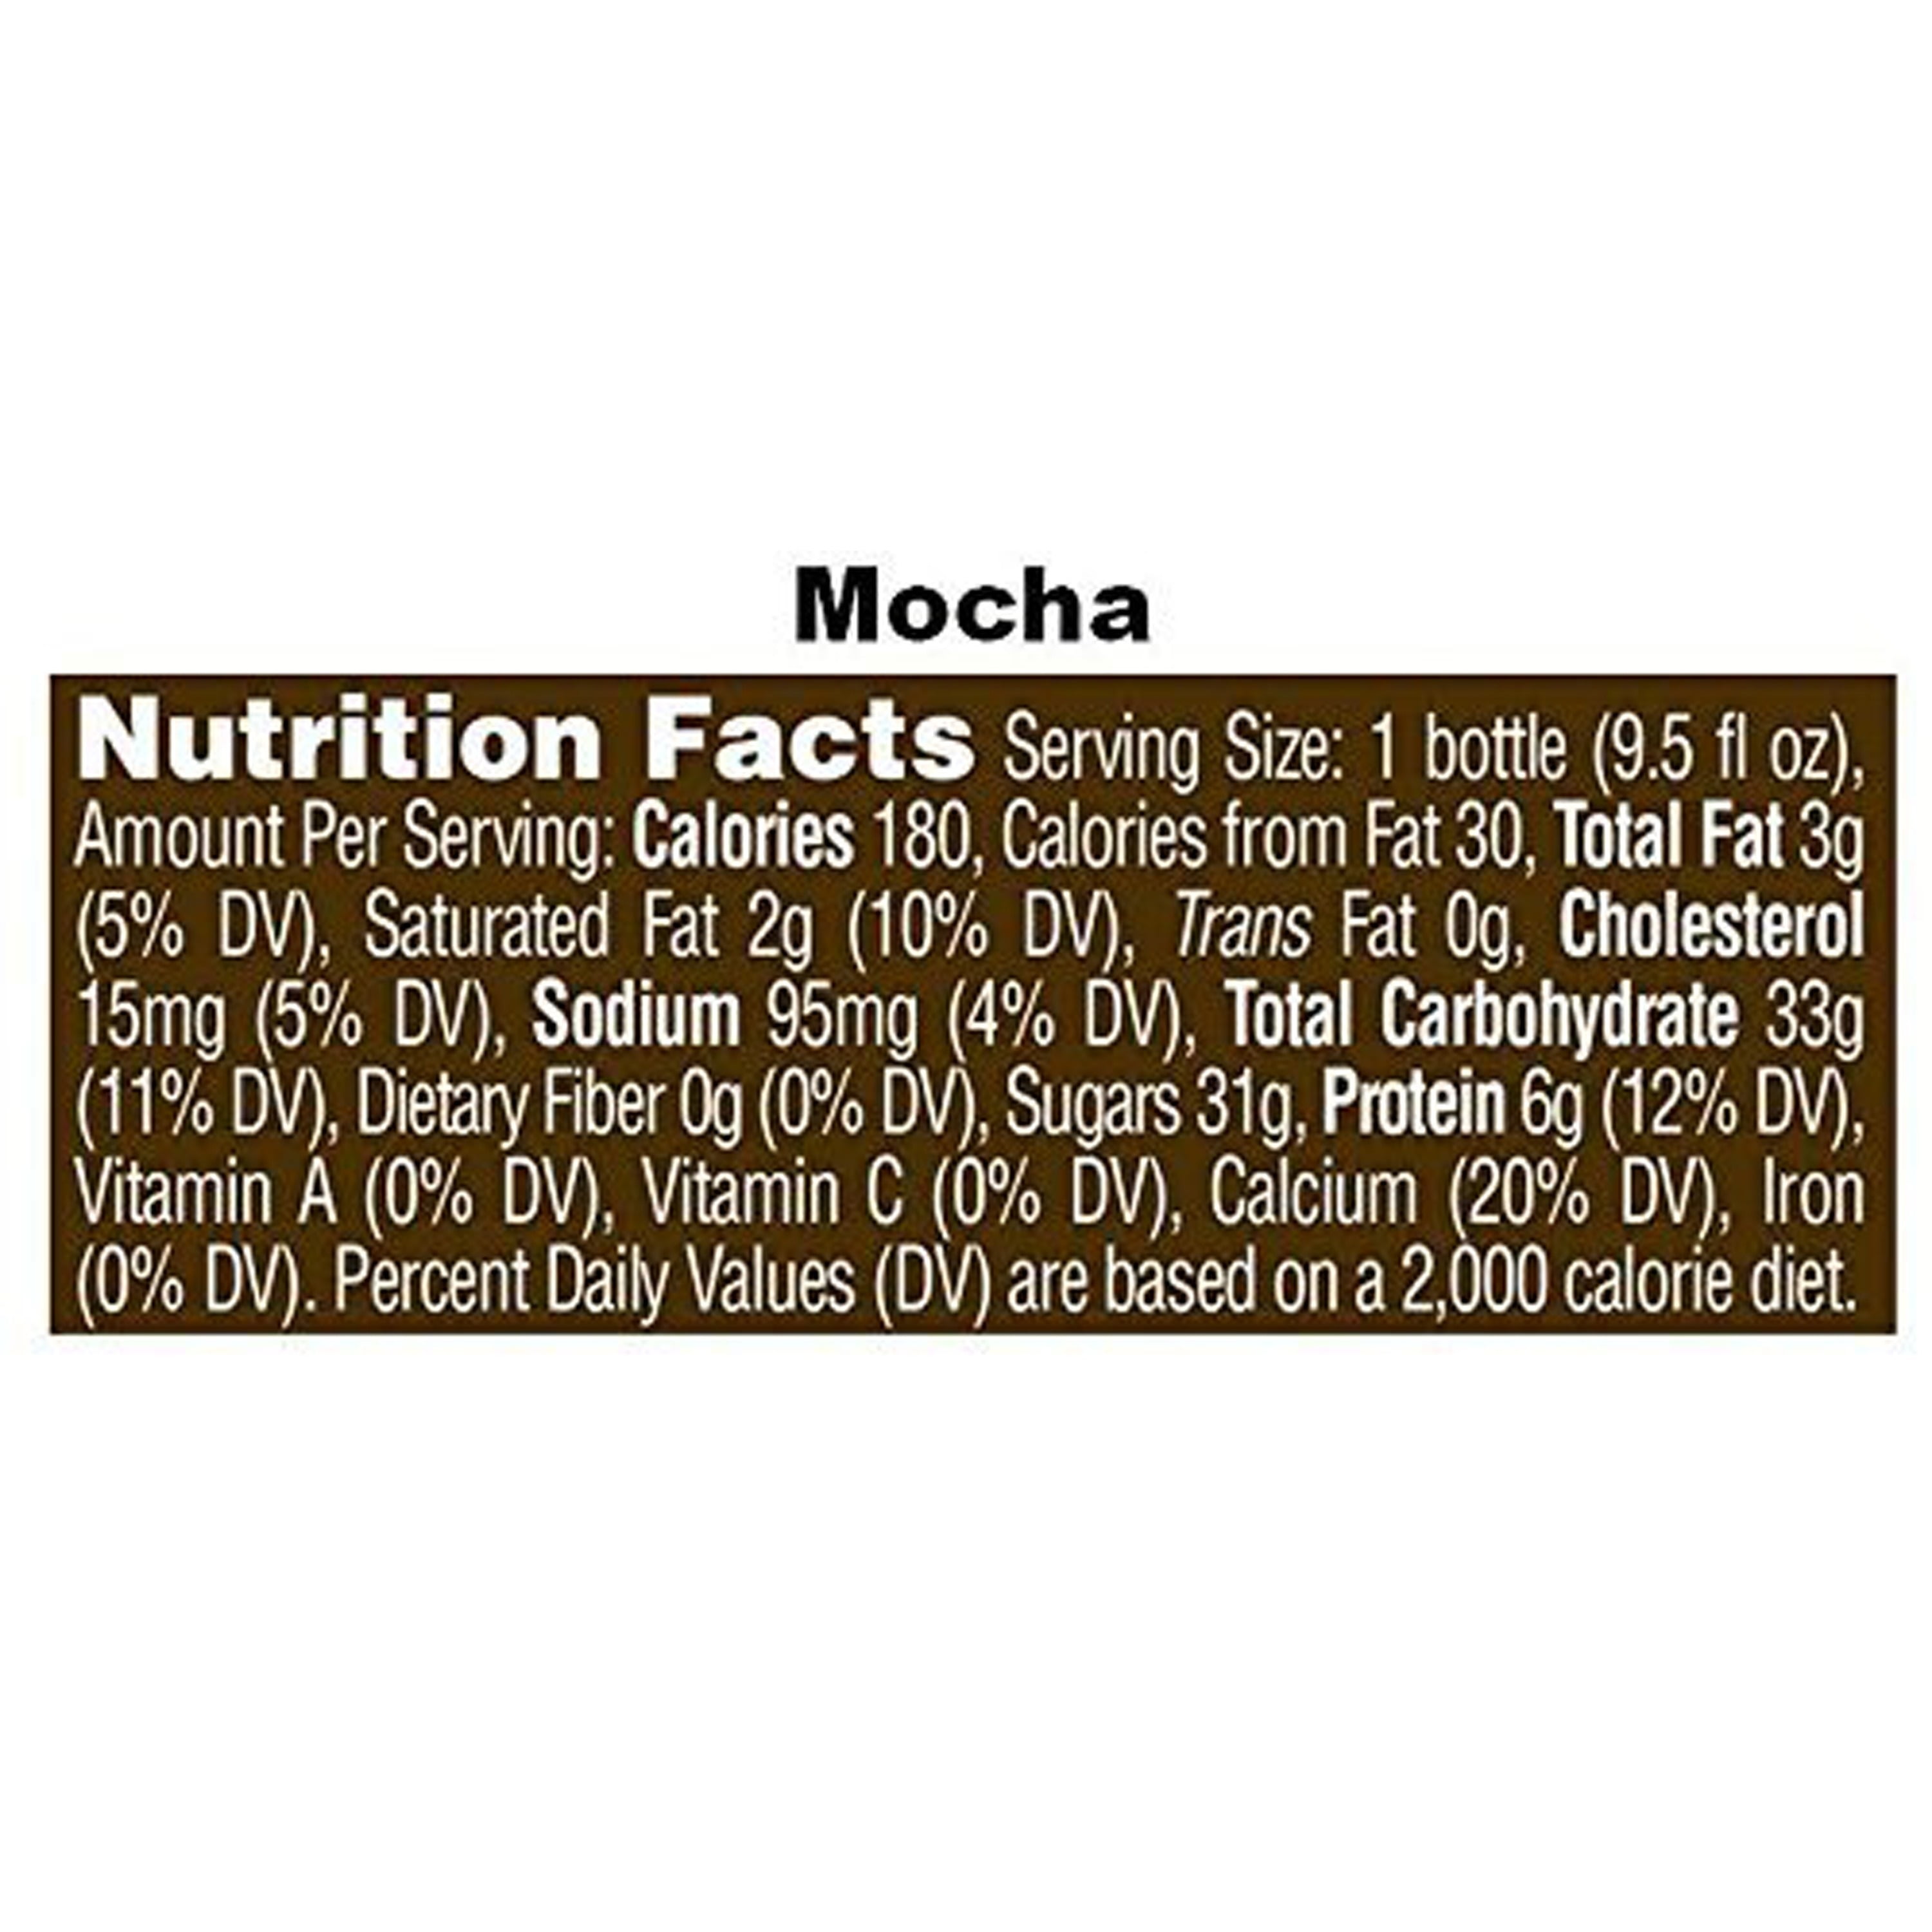 Mocha
Nutrition Facts Serving Size: 1 bottle (9.5 fl oz),
Amount Per Serving: Calories 180, Calories from Fat 30, Total Fat 3g
(5% DV), Saturated Fat 2g (10% DV), Trans Fat 0g, Cholesterol
15mg (5% DV), Sodium 95mg (4% DV), Total Carbohydrate 33g
(11% DV), Dietary Fiber 0g (0% DV), Sugars 31g, Protein 6g (12% DV),
Vitamin A (0% DV), Vitamin C (0% DV), Calcium (20% DV), Iron
(0% DV). Percent Daily Values (DV) are based on a 2,000 calorie diet.